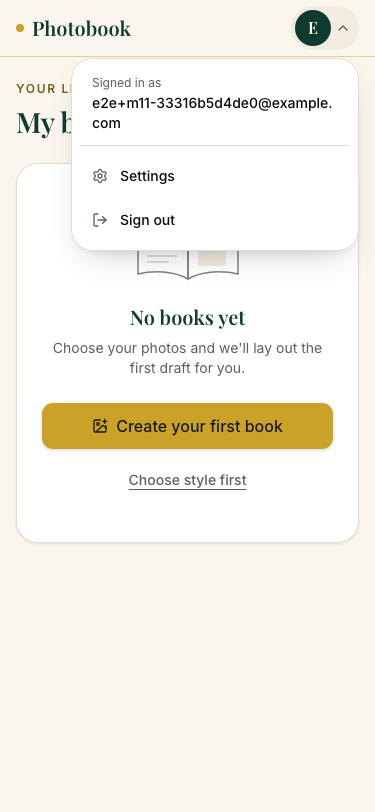 Photobook
E
YOUR L
My b
Signed in as
e2e+m11-33316b5d4de0@example.
com
Settings
Sign out
No books yet
Choose your photos and we'll lay out the
first draft for you.
Create your first book
Choose style first